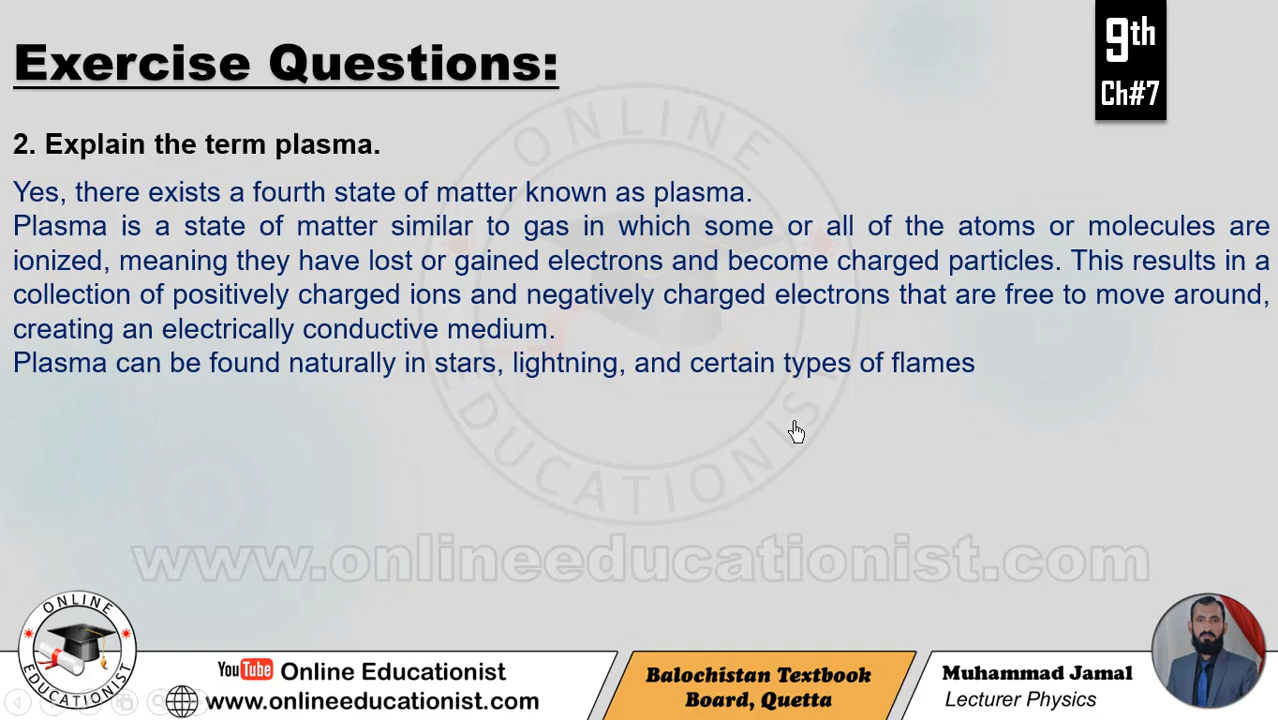 Exercise Questions:
9th
Ch#7
2. Explain the term plasma.
Yes, there exists a fourth state of matter known as plasma.
Plasma is a state of matter similar to gas in which some or all of the atoms or molecules are
ionized, meaning they have lost or gained electrons and become charged particles. This results in a
collection of positively charged ions and negatively charged electrons that are free to move around,
creating an electrically conductive medium.
Plasma can be found naturally in stars, lightning, and certain types of flames
ONLINE
EDUCATIONIST
www.onlineeducationist.com
ONLINE
EDUCATIONIST
YouTube Online Educationist
www.onlineeducationist.com
Balochistan Textbook
Board, Quetta
Muhammad Jamal
Lecturer Physics